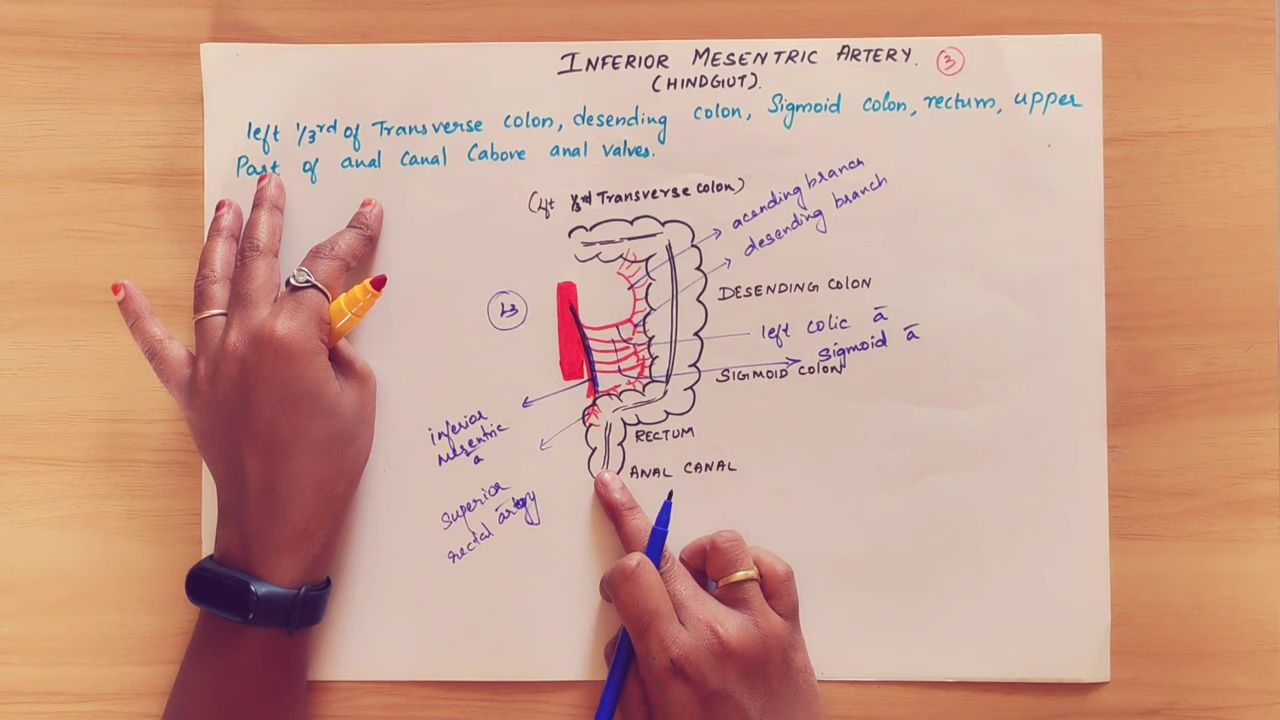 INFERIOR MESENTRIC ARTERY. 3
(HINDGUT).
left 1/3rd of Transverse colon, desending colon, Sigmoid colon, rectum, upper
Part of anal canal Cabove anal valves.
(Lft 1/3rd Transverse colon)
acending branch
desending branch
L3
DESENDING COLON
left colic ā
sigmoid ā
SIGMOID COLON
inferior
mesentric
a
RECTUM
ANAL CANAL
superior
rectal artery